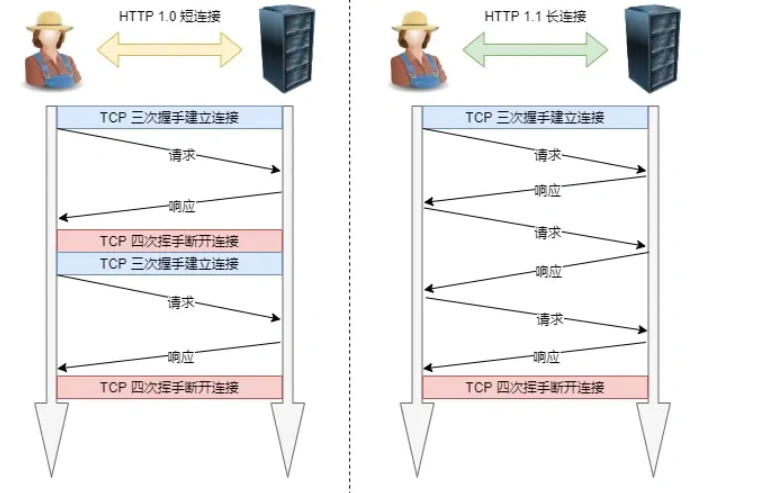 HTTP 1.0 短连接
TCP 三次握手建立连接
请求
响应
TCP 四次挥手断开连接
TCP 三次握手建立连接
请求
响应
TCP 四次挥手断开连接
HTTP 1.1 长连接
TCP 三次握手建立连接
请求
响应
请求
响应
请求
响应
TCP 四次挥手断开连接